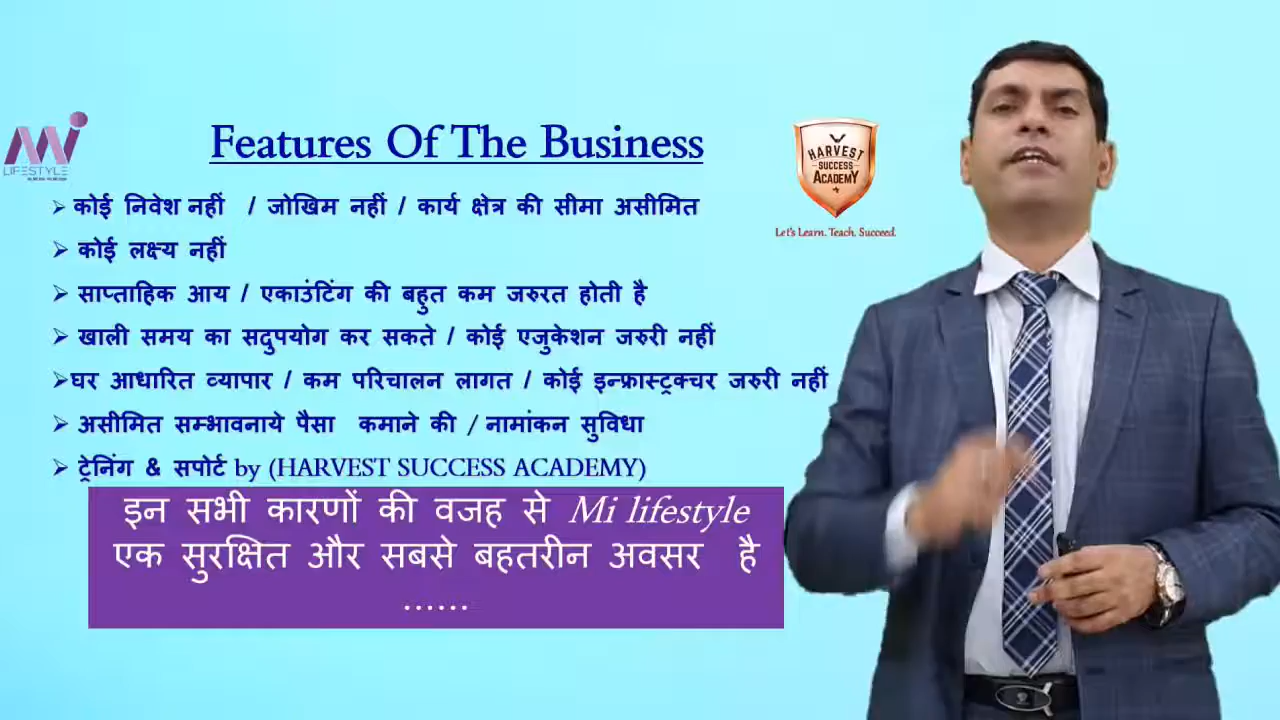 Mi
LIFESTYLE
Features Of The Business
HARVEST
SUCCESS
ACADEMY
Let's Learn. Teach. Succeed.
➢ कोई निवेश नहीं / जोखिम नहीं / कार्य क्षेत्र की सीमा असीमित
➢ कोई लक्ष्य नहीं
➢ साप्ताहिक आय / एकाउंटिंग की बहुत कम जरुरत होती है
➢ खाली समय का सदुपयोग कर सकते / कोई एजुकेशन जरुरी नहीं
➢घर आधारित व्यापार / कम परिचालन लागत / कोई इन्फ्रास्ट्रक्चर जरुरी नहीं
➢ असीमित सम्भावनाये पैसा कमाने की / नामांकन सुविधा
➢ ट्रेनिंग & सपोर्ट by (HARVEST SUCCESS ACADEMY)
इन सभी कारणों की वजह से Mi lifestyle
एक सुरक्षित और सबसे बहतरीन अवसर है
......